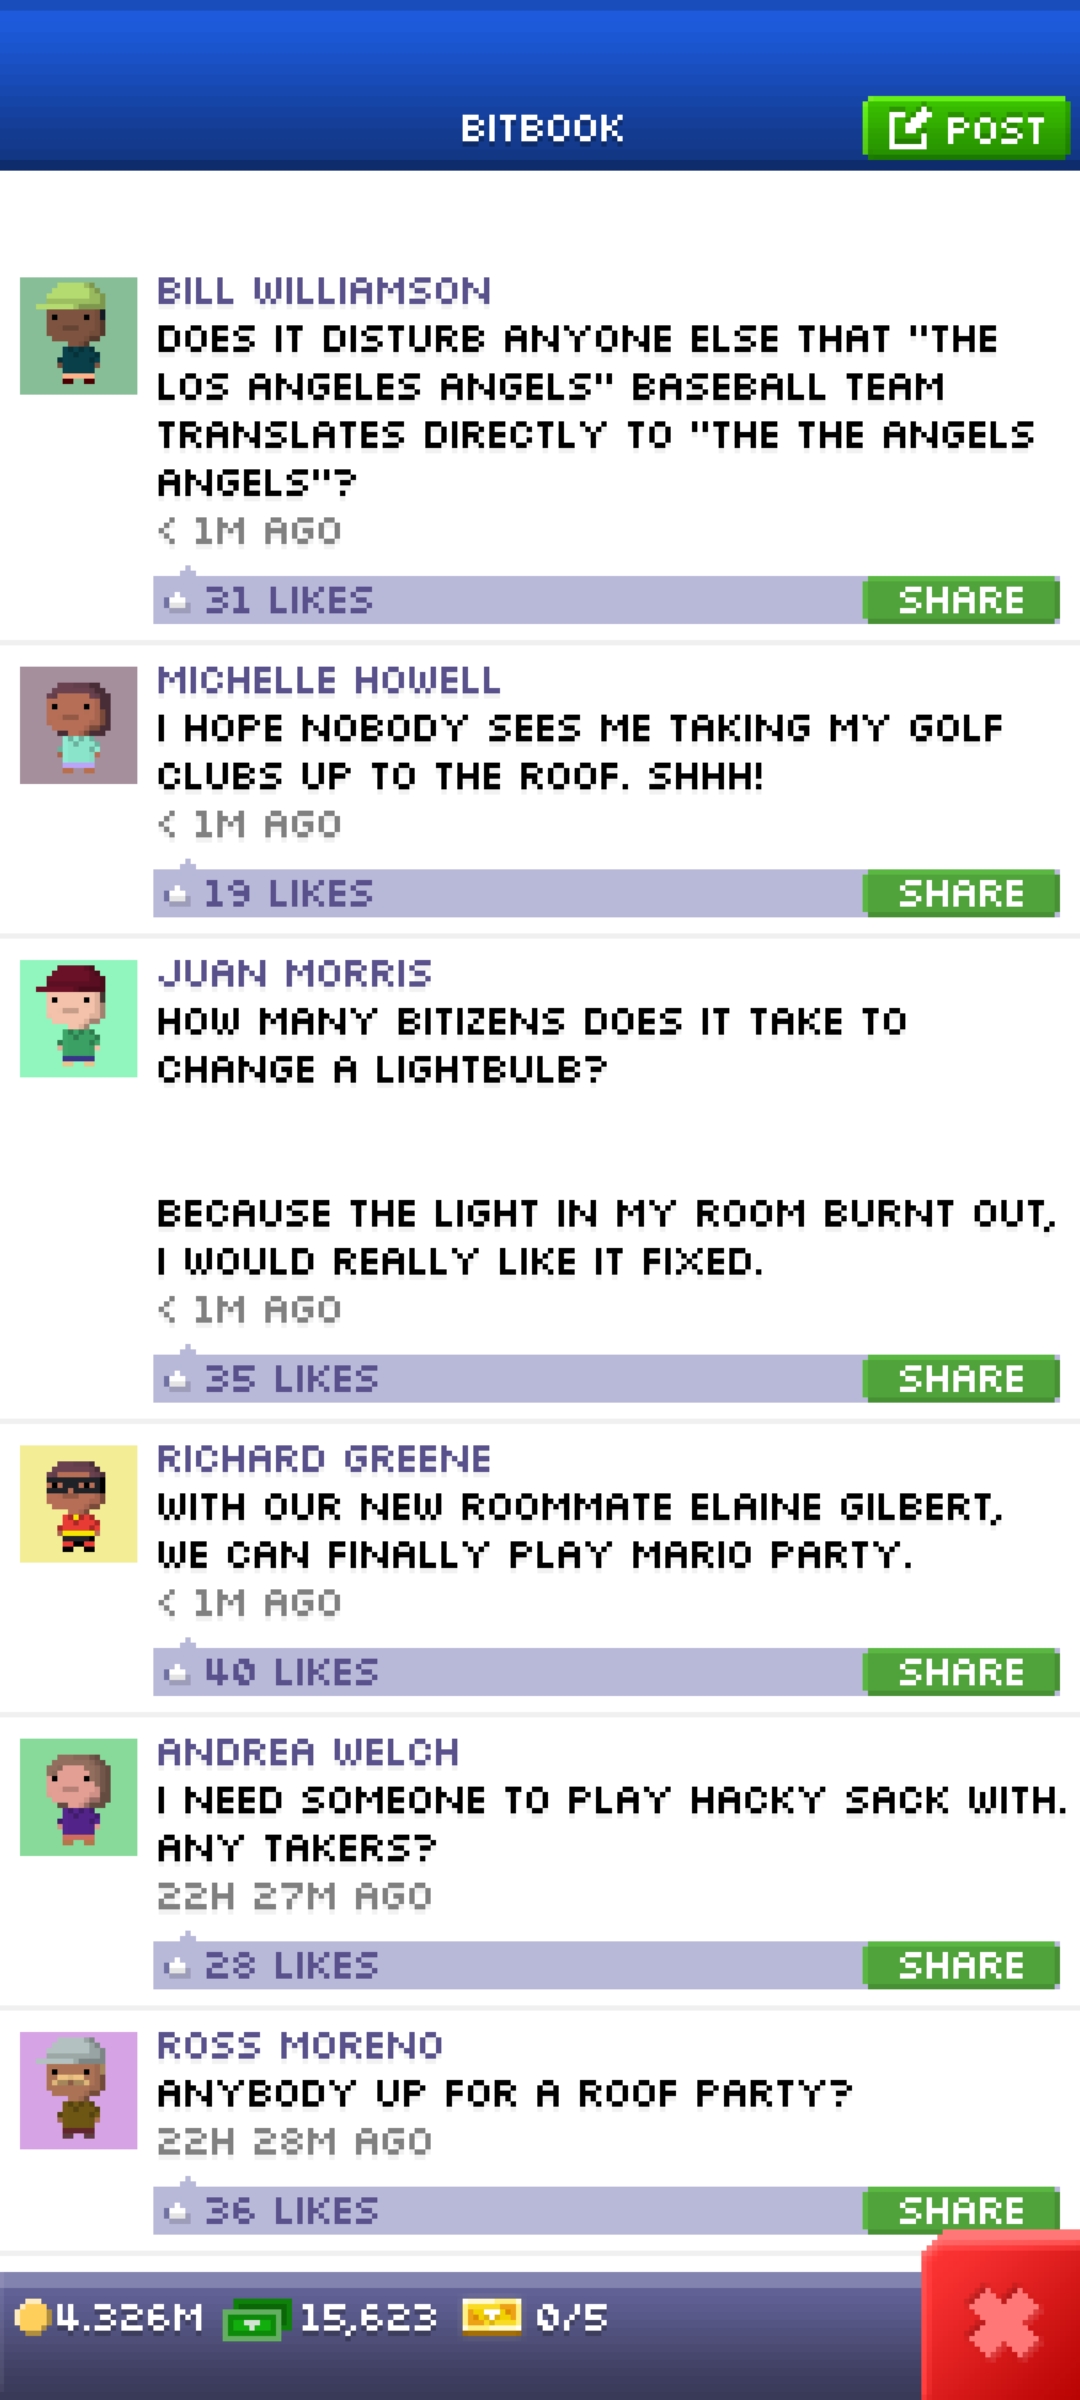 BITBOOK
POST
BILL WILLIAMSON
DOES IT DISTURB ANYONE ELSE THAT "THE
LOS ANGELES ANGELS" BASEBALL TEAM
TRANSLATES DIRECTLY TO "THE THE ANGELS
ANGELS"?
< 1M AGO
31 LIKES
SHARE
MICHELLE HOWELL
I HOPE NOBODY SEES ME TAKING MY GOLF
CLUBS UP TO THE ROOF. SHHH!
< 1M AGO
19 LIKES
SHARE
JUAN MORRIS
HOW MANY BITIZENS DOES IT TAKE TO
CHANGE A LIGHTBULB?
BECAUSE THE LIGHT IN MY ROOM BURNT OUT,
I WOULD REALLY LIKE IT FIXED.
< 1M AGO
35 LIKES
SHARE
RICHARD GREENE
WITH OUR NEW ROOMMATE ELAINE GILBERT,
WE CAN FINALLY PLAY MARIO PARTY.
< 1M AGO
40 LIKES
SHARE
ANDREA WELCH
I NEED SOMEONE TO PLAY HACKY SACK WITH.
ANY TAKERS?
22H 27M AGO
28 LIKES
SHARE
ROSS MORENO
ANYBODY UP FOR A ROOF PARTY?
22H 28M AGO
36 LIKES
SHARE
4.326M
15,623
0/5